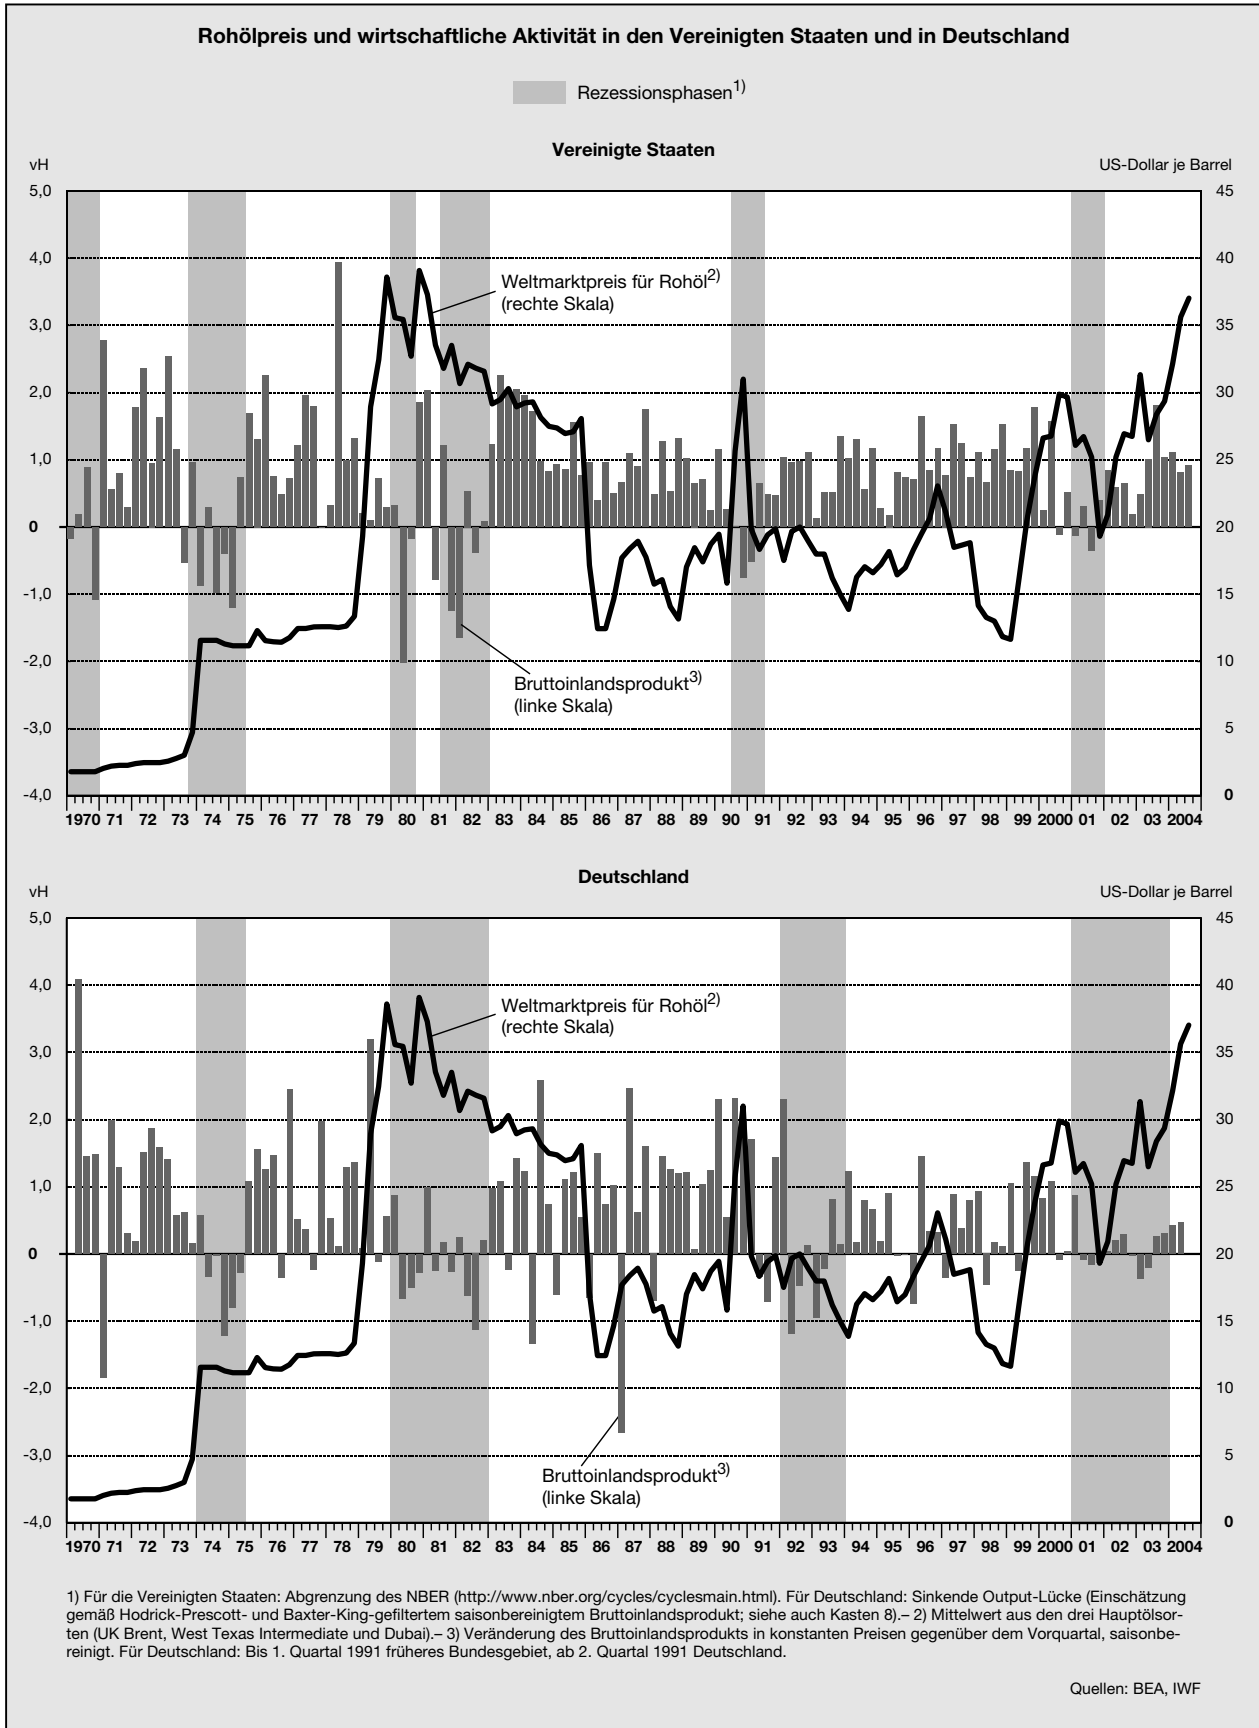 Rohölpreis und wirtschaftliche Aktivität in den Vereinigten Staaten und in Deutschland
Rezessionsphasen1)
Vereinigte Staaten
vH
US-Dollar je Barrel
5,0
45
4,0
40
Weltmarktpreis für Rohöl2)
(rechte Skala)
3,0
35
2,0
30
1,0
25
0
20
-1,0
15
-2,0
10
Bruttoinlandsprodukt3)
(linke Skala)
-3,0
5
-4,0
0
1970 71 72 73 74 75 76 77 78 79 80 81 82 83 84 85 86 87 88 89 90 91 92 93 94 95 96 97 98 99 2000 01 02 03 2004
Deutschland
vH
US-Dollar je Barrel
5,0
45
4,0
40
Weltmarktpreis für Rohöl2)
(rechte Skala)
3,0
35
2,0
30
1,0
25
0
20
-1,0
15
-2,0
10
-3,0
5
Bruttoinlandsprodukt3)
(linke Skala)
-4,0
0
1970 71 72 73 74 75 76 77 78 79 80 81 82 83 84 85 86 87 88 89 90 91 92 93 94 95 96 97 98 99 2000 01 02 03 2004
1) Für die Vereinigten Staaten: Abgrenzung des NBER (http://www.nber.org/cycles/cyclesmain.html). Für Deutschland: Sinkende Output-Lücke (Einschätzung
gemäß Hodrick-Prescott- und Baxter-King-gefiltertem saisonbereinigtem Bruttoinlandsprodukt; siehe auch Kasten 8).– 2) Mittelwert aus den drei Hauptölsor-
ten (UK Brent, West Texas Intermediate und Dubai).– 3) Veränderung des Bruttoinlandsprodukts in konstanten Preisen gegenüber dem Vorquartal, saisonbe-
reinigt. Für Deutschland: Bis 1. Quartal 1991 früheres Bundesgebiet, ab 2. Quartal 1991 Deutschland.
Quellen: BEA, IWF